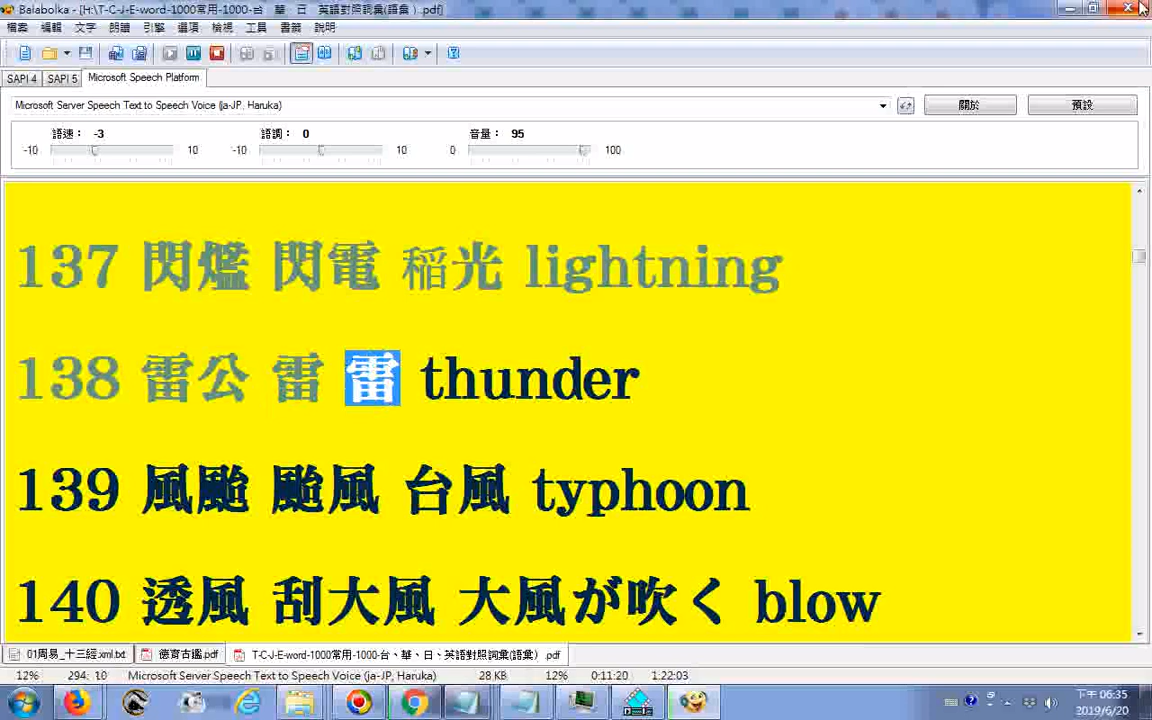 Balabolka - [H:\T-C-J-E-word-1000常用-1000-台、華、日、英語對照詞彙(語彙).pdf]
檔案 編輯 文字 朗讀 引擎 選項 檢視 工具 書籤 說明
SAPI 4 SAPI 5 Microsoft Speech Platform
Microsoft Server Speech Text to Speech Voice (ja-JP, Haruka) 關於 預設
語速： -3 語調： 0 音量： 95
-10 10 -10 10 0 100
137 閃爁 閃電 稲光 lightning
138 雷公 雷 雷 thunder
139 風颱 颱風 台風 typhoon
140 透風 刮大風 大風が吹く blow
01周易_十三經.xml.txt 德育古鑑.pdf T-C-J-E-word-1000常用-1000-台、華、日、英語對照詞彙(語彙) .pdf
12% 294: 10 Microsoft Server Speech Text to Speech Voice (ja-JP, Haruka) 28 KB 12% 0:11:20 1:22:03
下午 06:35
2019/6/20